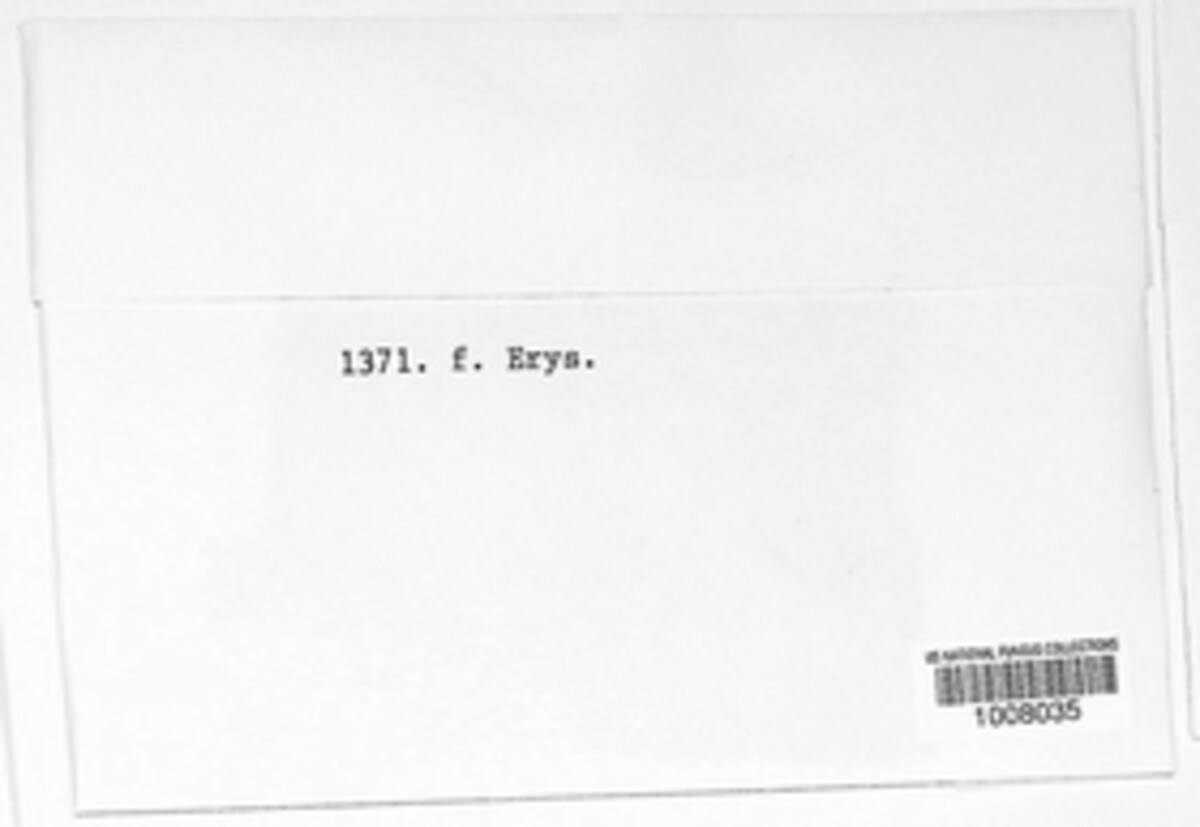 1371. f. Erys.
US NATIONAL FUNGUS COLLECTIONS
1008035